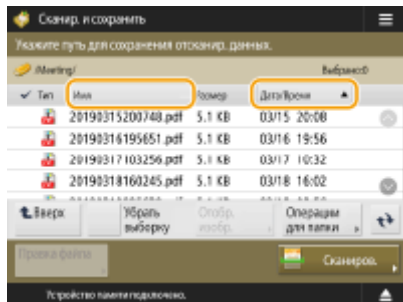 Сканир. и сохранить
Укажите путь для сохранения отсканир. данных.
/Meeting/ Выбрано:0
Тип Имя Размер Дата/Время
20190315200748.pdf 5.1 KB 03/15 20:08
20190316195651.pdf 5.1 KB 03/16 19:56
20190317103256.pdf 5.1 KB 03/17 10:32
20190318160245.pdf 5.1 KB 03/18 16:02
Вверх Убрать выборку Отобр. изобр. Операции для папки
Правка файла Сканиров.
Устройство памяти подключено.